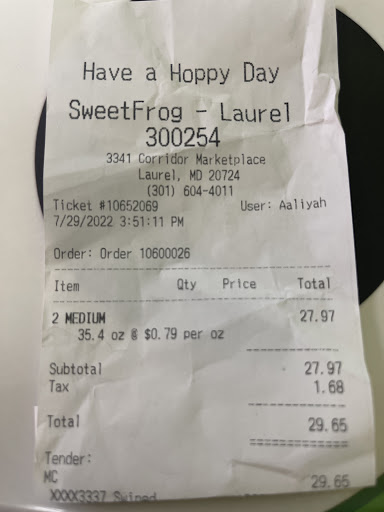 Have a Hoppy Day
SweetFrog - Laurel
300254
3341 Corridor Marketplace
Laurel, MD 20724
(301) 604-4011
Ticket #10652069 User: Aaliyah
7/29/2022 3:51:11 PM
Order: Order 10600026
Item Qty Price Total
2 MEDIUM 27.97
35.4 oz @ $0.79 per oz
Subtotal 27.97
Tax 1.68
Total 29.65
Tender:
MC 29.65
XXXX3337 Swiped